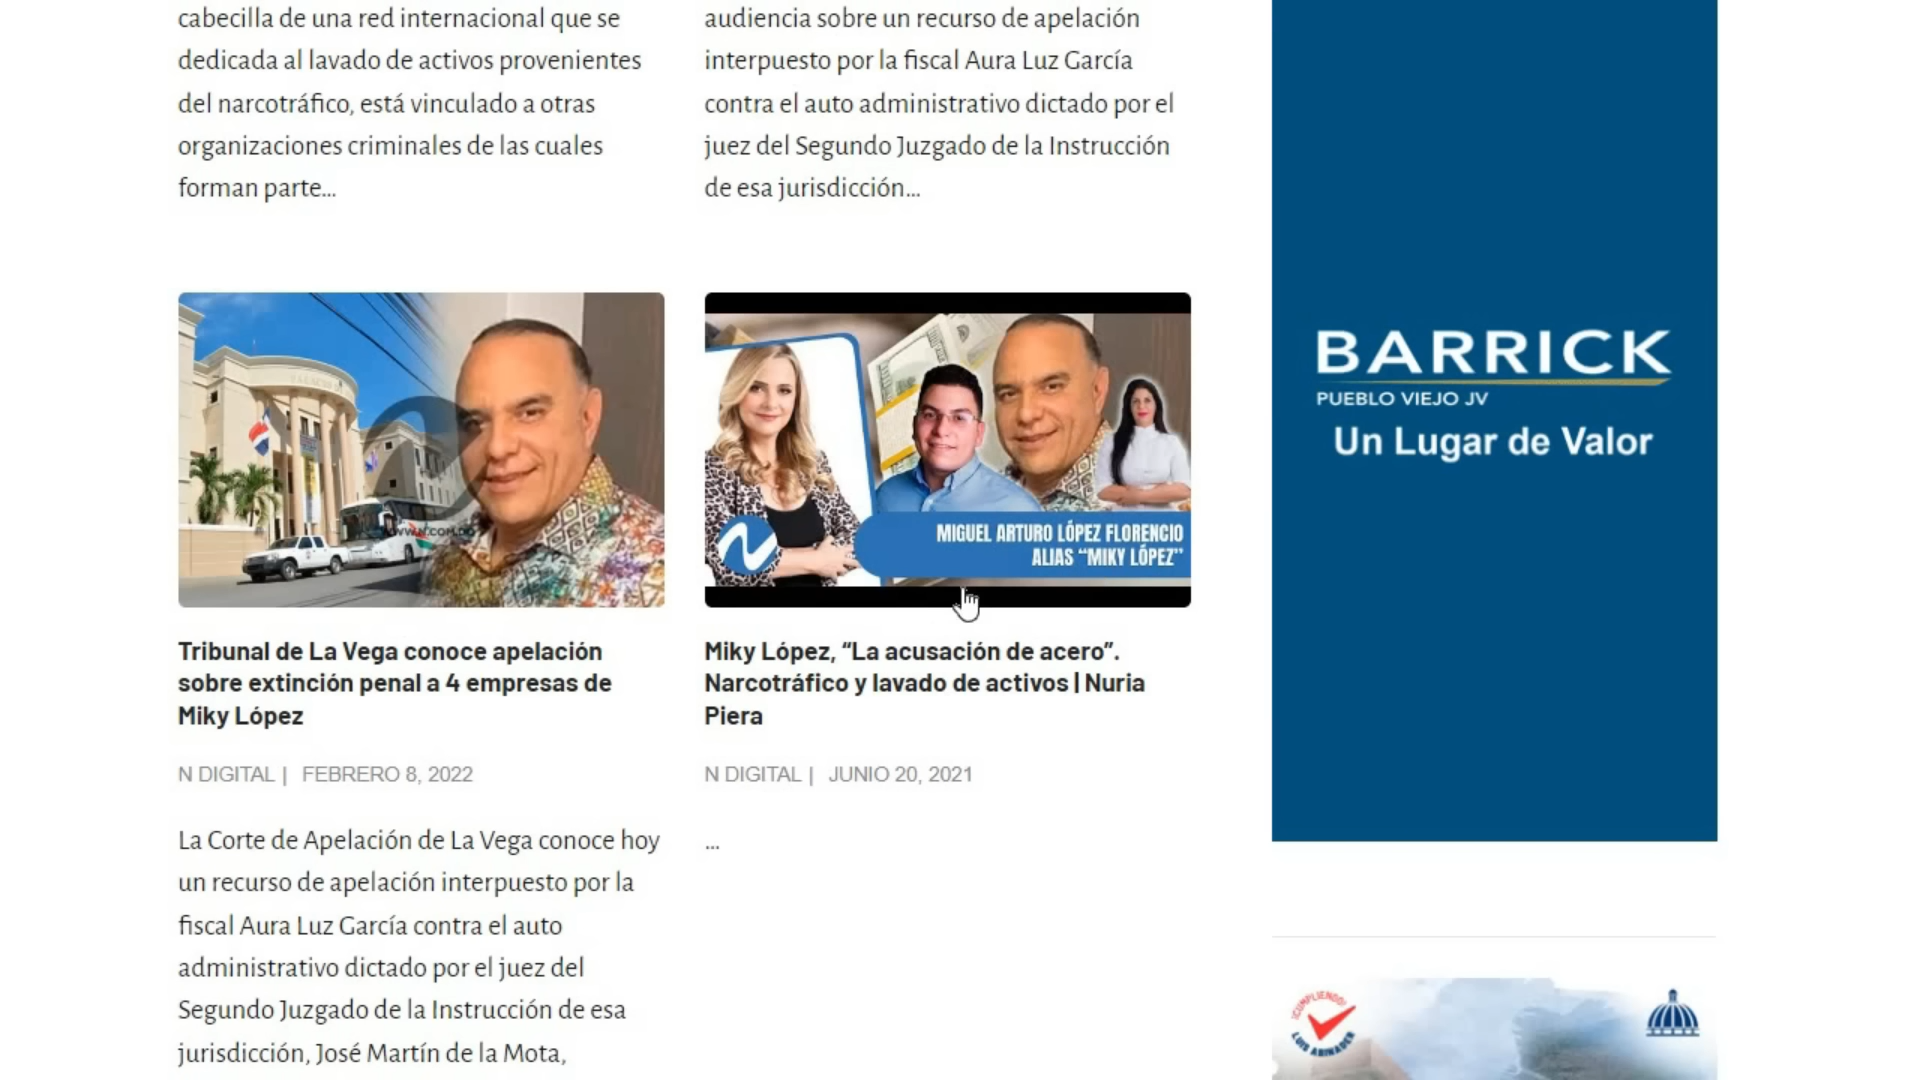 cabecilla de una red internacional que se
dedicada al lavado de activos provenientes
del narcotráfico, está vinculado a otras
organizaciones criminales de las cuales
forman parte...
audiencia sobre un recurso de apelación
interpuesto por la fiscal Aura Luz García
contra el auto administrativo dictado por el
juez del Segundo Juzgado de la Instrucción
de esa jurisdicción...
WWW.N.COM.DO
Tribunal de La Vega conoce apelación
sobre extinción penal a 4 empresas de
Miky López
N DIGITAL | FEBRERO 8, 2022
La Corte de Apelación de La Vega conoce hoy
un recurso de apelación interpuesto por la
fiscal Aura Luz García contra el auto
administrativo dictado por el juez del
Segundo Juzgado de la Instrucción de esa
jurisdicción, José Martín de la Mota,
MIGUEL ARTURO LÓPEZ FLORENCIO
ALIAS “MIKY LÓPEZ”
Miky López, “La acusación de acero”.
Narcotráfico y lavado de activos | Nuria
Piera
N DIGITAL | JUNIO 20, 2021
...
BARRICK
PUEBLO VIEJO JV
Un Lugar de Valor
¡CUMPLIENDO!
LUIS ABINADER